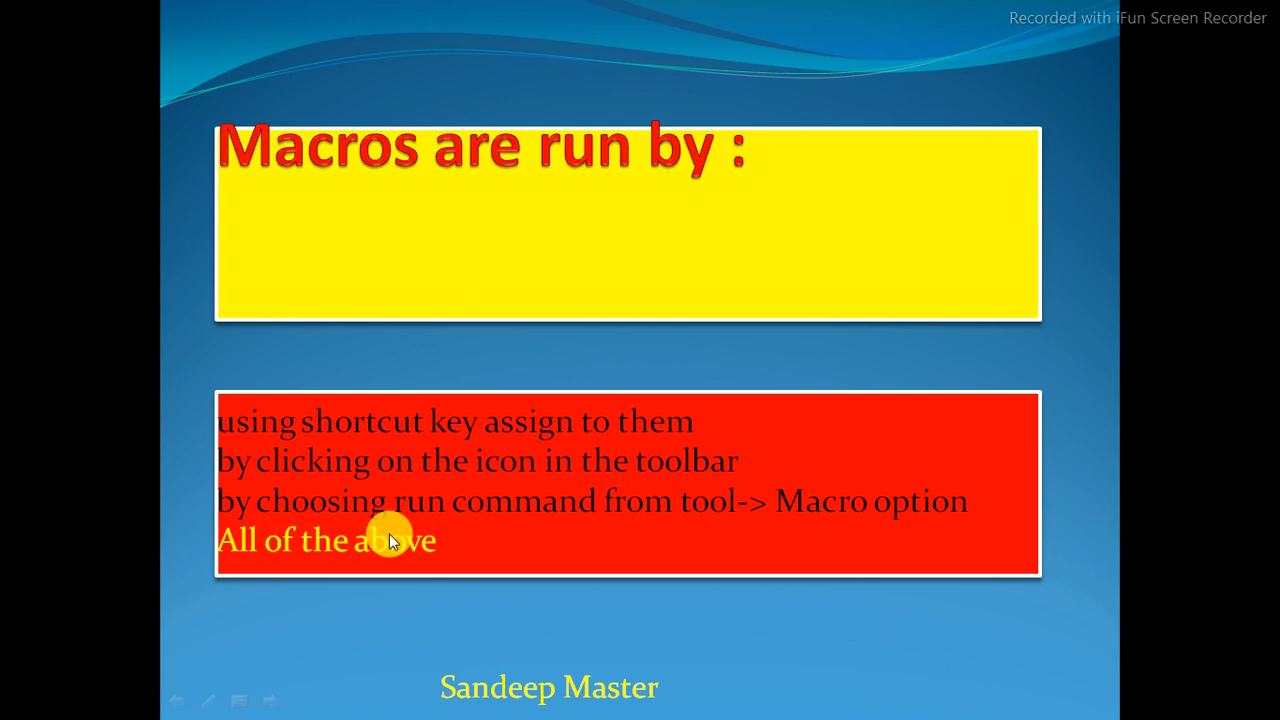 Recorded with iFun Screen Recorder
Macros are run by :
using shortcut key assign to them
by clicking on the icon in the toolbar
by choosing run command from tool-> Macro option
All of the above
Sandeep Master